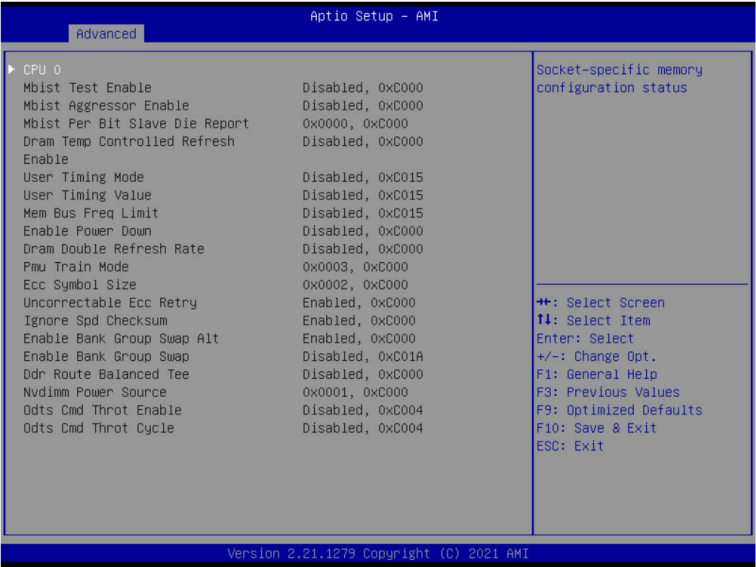 Aptio Setup – AMI
Advanced
CPU 0
Mbist Test Enable Disabled, 0xC000
Mbist Aggressor Enable Disabled, 0xC000
Mbist Per Bit Slave Die Report 0x0000, 0xC000
Dram Temp Controlled Refresh Disabled, 0xC000
Enable
User Timing Mode Disabled, 0xC015
User Timing Value Disabled, 0xC015
Mem Bus Freq Limit Disabled, 0xC015
Enable Power Down Disabled, 0xC000
Dram Double Refresh Rate Disabled, 0xC000
Pmu Train Mode 0x0003, 0xC000
Ecc Symbol Size 0x0002, 0xC000
Uncorrectable Ecc Retry Enabled, 0xC000
Ignore Spd Checksum Enabled, 0xC000
Enable Bank Group Swap Alt Enabled, 0xC000
Enable Bank Group Swap Disabled, 0xC01A
Ddr Route Balanced Tee Disabled, 0xC000
Nvdimm Power Source 0x0001, 0xC000
Odts Cmd Throt Enable Disabled, 0xC004
Odts Cmd Throt Cycle Disabled, 0xC004
Socket-specific memory
configuration status
→←: Select Screen
↑↓: Select Item
Enter: Select
+/-: Change Opt.
F1: General Help
F3: Previous Values
F9: Optimized Defaults
F10: Save & Exit
ESC: Exit
Version 2.21.1279 Copyright (C) 2021 AMI